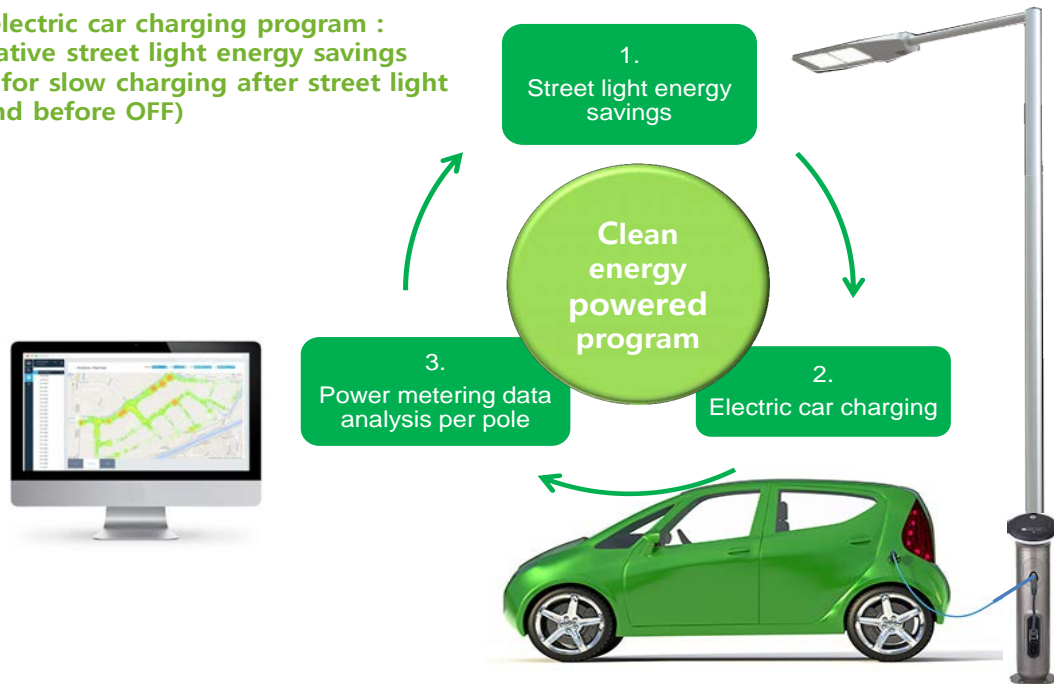 electric car charging program :
ative street light energy savings
for slow charging after street light
nd before OFF)
1.
Street light energy
savings
Clean
energy
powered
program
3.
Power metering data
analysis per pole
2.
Electric car charging